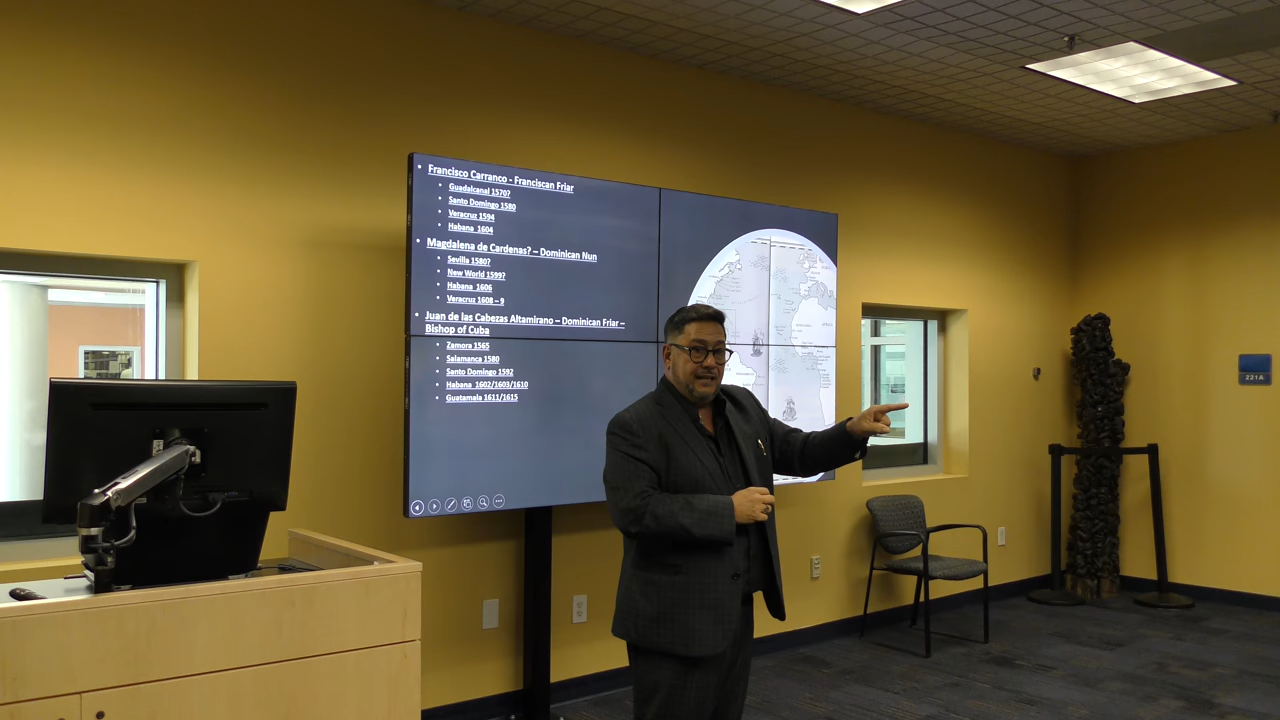 • Francisco Carranco - Franciscan Friar
• Guadalcanal 1570?
• Santo Domingo 1580
• Veracruz 1594
• Habana 1604
• Magdalena de Cardenas? – Dominican Nun
• Sevilla 1580?
• New World 1599?
• Habana 1606
• Veracruz 1608 – 9
• Juan de las Cabezas Altamirano – Dominican Friar –
Bishop of Cuba
• Zemora 1565
• Salamanca 1580
• Santo Domingo 1592
• Habana 1602/1603/1610
• Guatamala 1611/1615
231A